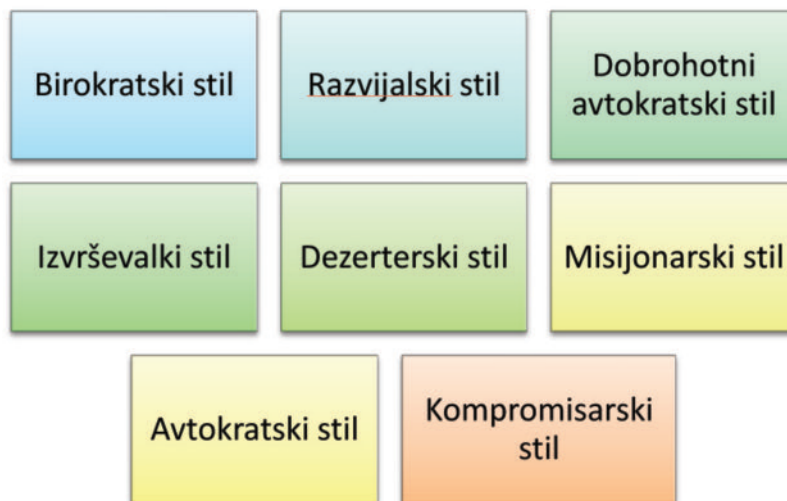 Birokratski stil
Razvijalski stil
Dobrohotni
avtokratski stil
Izvrševalki stil
Dezerterski stil
Misijonarski stil
Avtokratski stil
Kompromisarski
stil